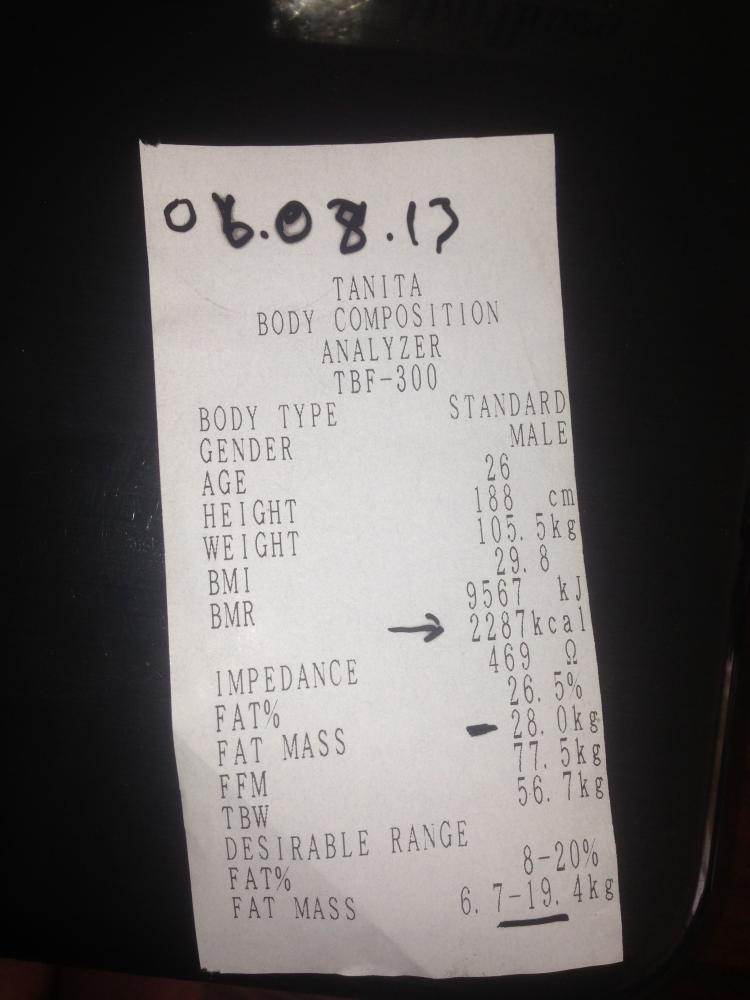 06.08.13
TANITA
BODY COMPOSITION
ANALYZER
TBF-300
BODY TYPE STANDARD
GENDER MALE
AGE 26
HEIGHT 188 cm
WEIGHT 105.5kg
BMI 29.8
BMR 9567 kJ
→ 2287kcal
IMPEDANCE 469 Ω
FAT% 26.5%
FAT MASS 28.0kg
FFM 77.5kg
TBW 56.7kg
DESIRABLE RANGE
FAT% 8-20%
FAT MASS 6.7-19.4kg